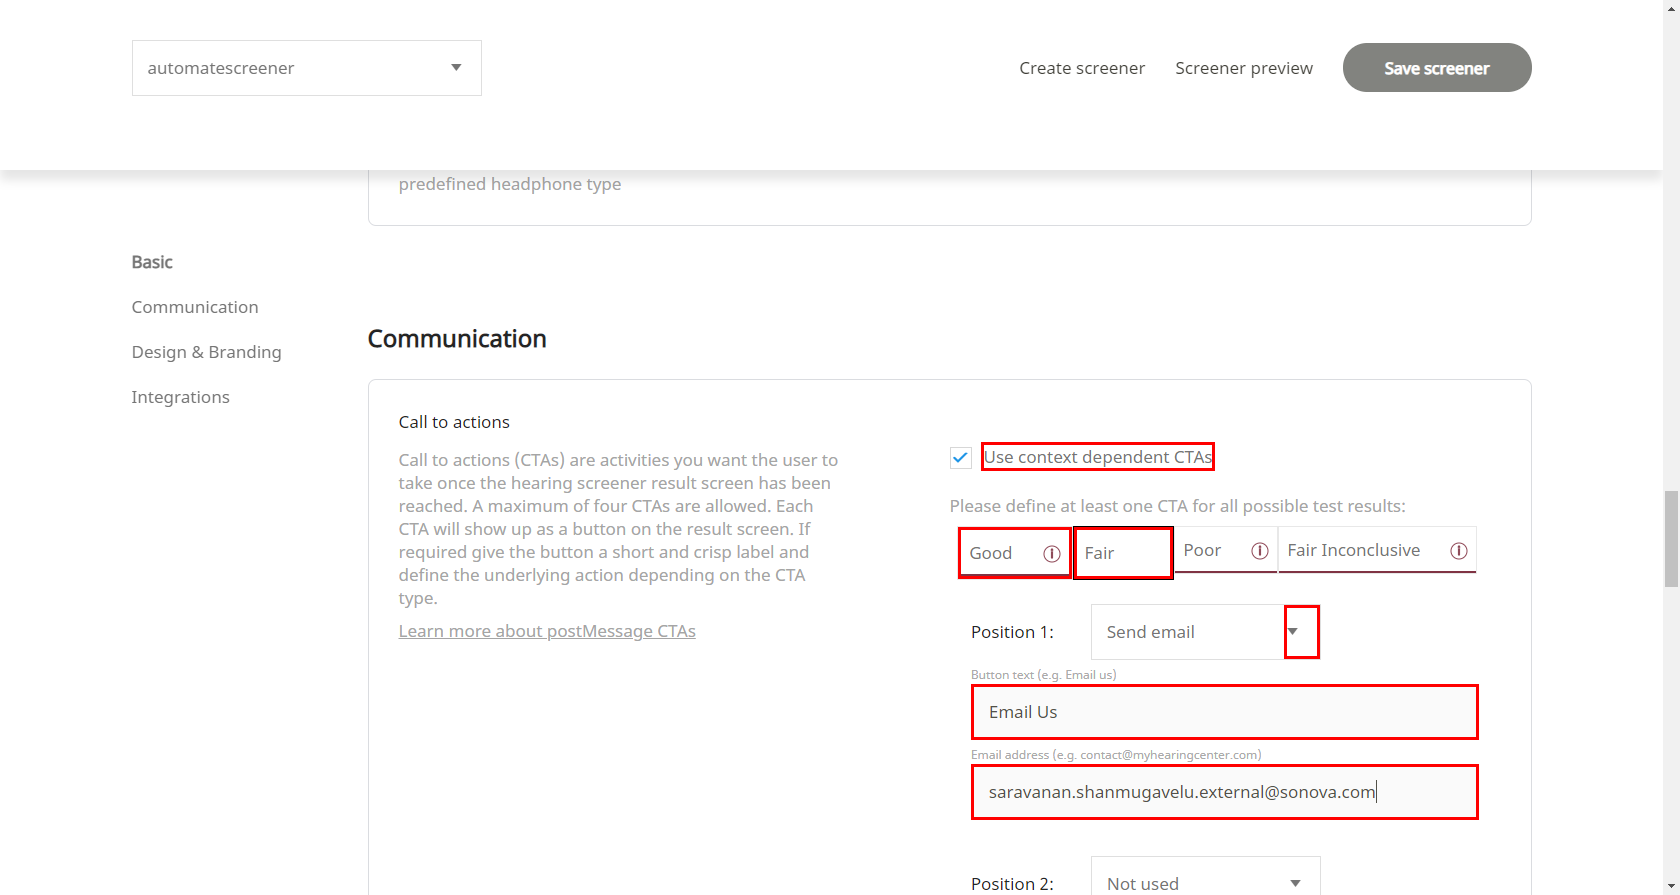 automatescreener
Create screener
Screener preview
Save screener
predefined headphone type
Basic
Communication
Design & Branding
Integrations
Communication
Call to actions
Call to actions (CTAs) are activities you want the user to
take once the hearing screener result screen has been
reached. A maximum of four CTAs are allowed. Each
CTA will show up as a button on the result screen. If
required give the button a short and crisp label and
define the underlying action depending on the CTA
type.
Learn more about postMessage CTAs
Use context dependent CTAs
Please define at least one CTA for all possible test results:
Good
Fair
Poor
Fair Inconclusive
Position 1:
Send email
Button text (e.g. Email us)
Email Us
Email address (e.g. contact@myhearingcenter.com)
saravanan.shanmugavelu.external@sonova.com
Position 2:
Not used